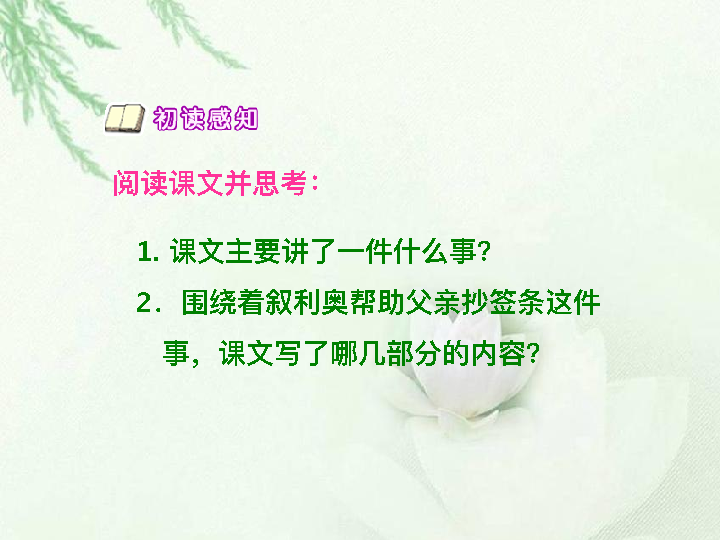 初读感知
阅读课文并思考：
1. 课文主要讲了一件什么事？
2．围绕着叙利奥帮助父亲抄签条这件
事，课文写了哪几部分的内容？